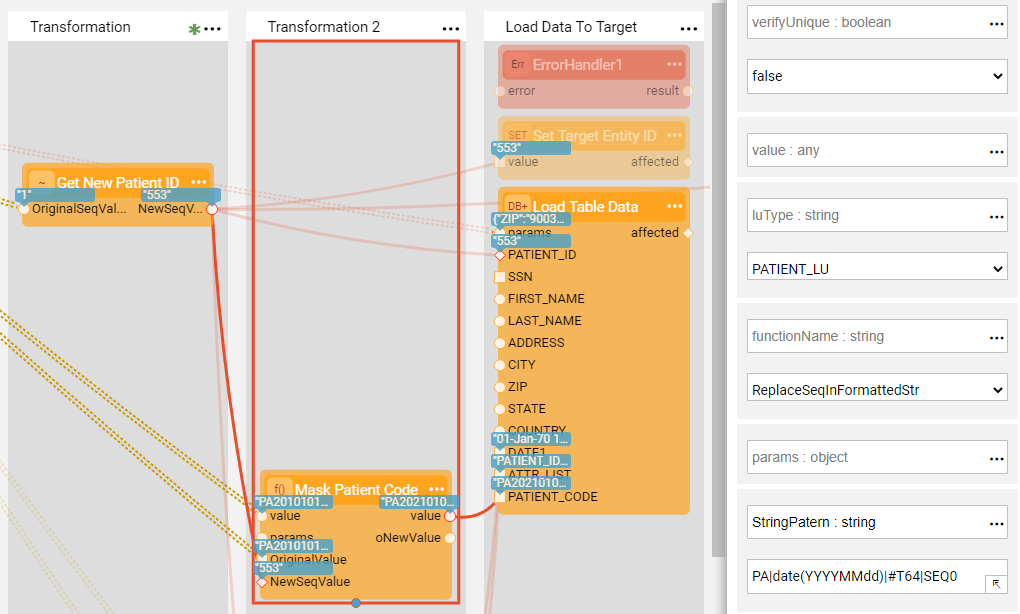 Transformation
Transformation 2
Load Data To Target
Err ErrorHandler1
error result
SET Set Target Entity ID
"553"
value affected
~ Get New Patient ID
"1" "553"
OriginalSeqVal... NewSeqV...
DB+ Load Table Data
{"ZIP":"9003...
params affected
"553"
PATIENT_ID
SSN
FIRST_NAME
LAST_NAME
ADDRESS
CITY
ZIP
STATE
COUNTRY
"01-Jan-70 1...
DATE1
"PATIENT_ID...
ATTR_LIST
"PA2021010...
PATIENT_CODE
f() Mask Patient Code
"PA2010101... "PA2021010...
value value
params oNewValue
"PA2010101...
OriginalValue
"553"
NewSeqValue
verifyUnique : boolean
false
value : any
luType : string
PATIENT_LU
functionName : string
ReplaceSeqInFormattedStr
params : object
StringPatern : string
PA|date(YYYYMMdd)|#T64|SEQ0